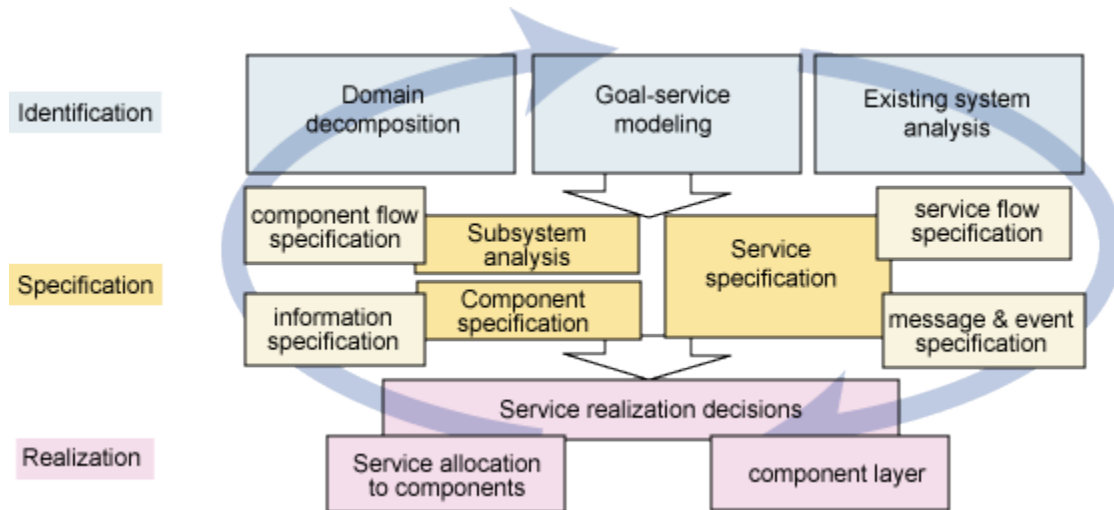 Identification
Domain
decomposition
Goal-service
modeling
Existing system
analysis
Specification
component flow
specification
Subsystem
analysis
Service
specification
service flow
specification
information
specification
Component
specification
message & event
specification
Realization
Service realization decisions
Service allocation
to components
component layer